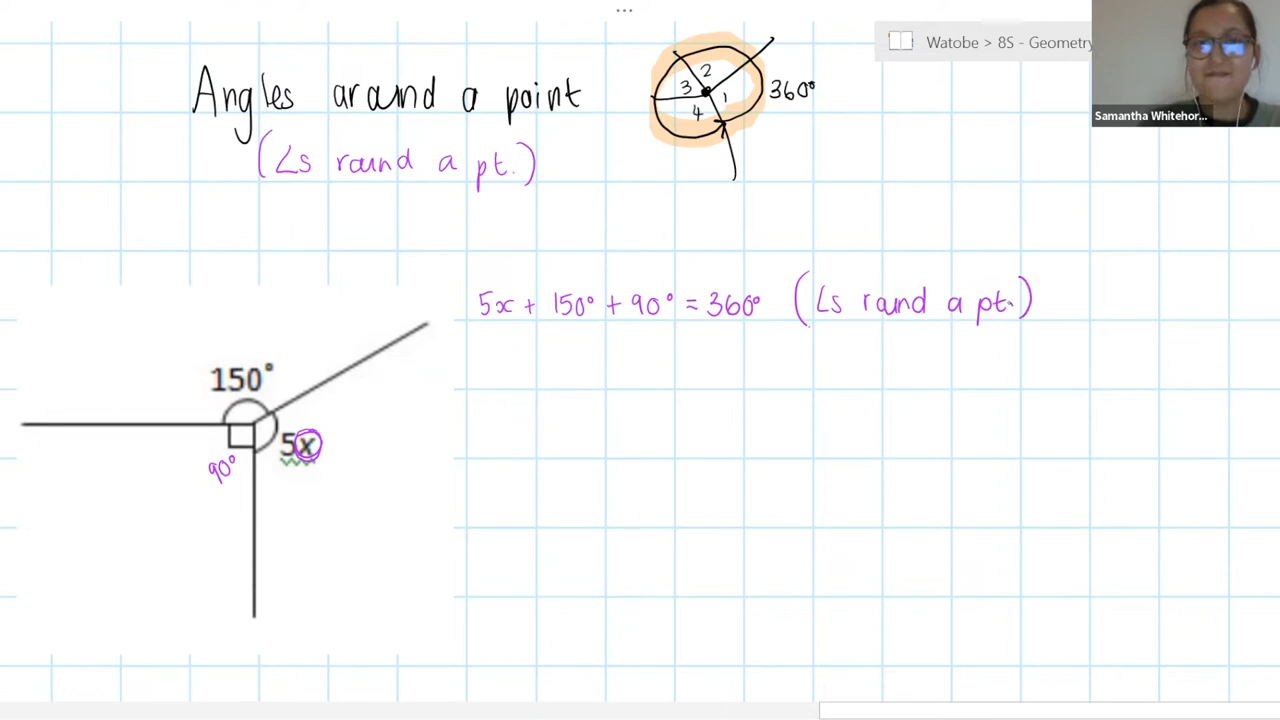 Watobe > 8S - Geometry
Samantha Whitehor...
Angles around a point
(∠s round a pt.)
2
3
1
4
360°
5x + 150° + 90° = 360° (∠s round a pt.)
150°
5x
90°